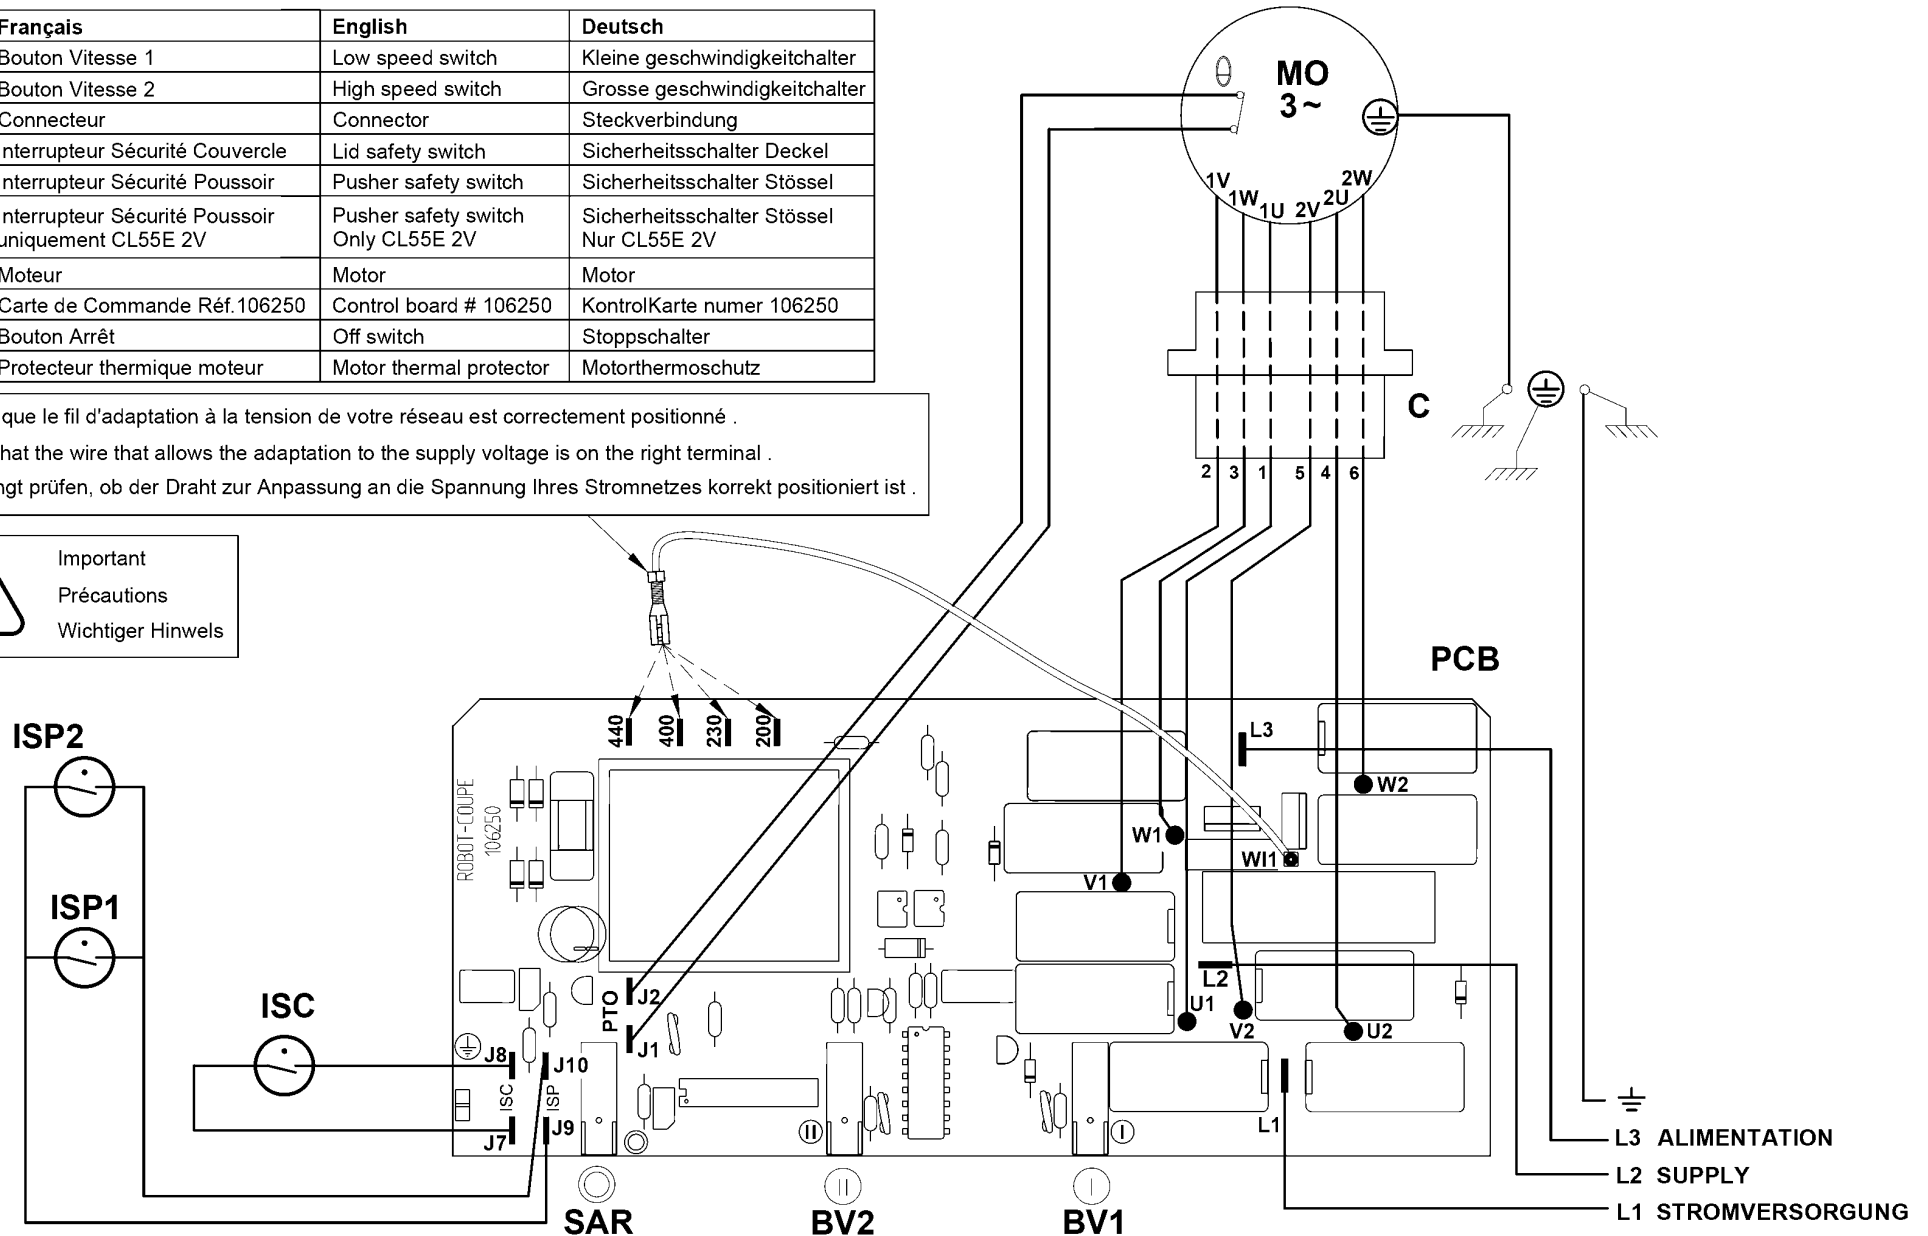 Français English Deutsch
Bouton Vitesse 1 Low speed switch Kleine geschwindigkeitchalter
Bouton Vitesse 2 High speed switch Grosse geschwindigkeitchalter
Connecteur Connector Steckverbindung
nterrupteur Sécurité Couvercle Lid safety switch Sicherheitsschalter Deckel
nterrupteur Sécurité Poussoir Pusher safety switch Sicherheitsschalter Stössel
nterrupteur Sécurité Poussoir Pusher safety switch Sicherheitsschalter Stössel
uniquement CL55E 2V Only CL55E 2V Nur CL55E 2V
Moteur Motor Motor
Carte de Commande Réf.106250 Control board # 106250 KontrolKarte numer 106250
Bouton Arrêt Off switch Stoppschalter
Protecteur thermique moteur Motor thermal protector Motorthermoschutz
que le fil d'adaptation à la tension de votre réseau est correctement positionné .
hat the wire that allows the adaptation to the supply voltage is on the right terminal .
ngt prüfen, ob der Draht zur Anpassung an die Spannung Ihres Stromnetzes korrekt positioniert ist .
Important
Précautions
Wichtiger Hinwels
MO
3~
1V 1W 1U 2V 2U 2W
C
2 3 1 5 4 6
PCB
440 400 230 200
L3
ISP2
W2
ROBOT-COUPE
106250
W1
WI1
V1
ISP1
L2
ISC
PTO
J2
U1
V2
U2
J1
J8
J10
ISC
ISP
J7
J9
II
I
L1
L3 ALIMENTATION
L2 SUPPLY
L1 STROMVERSORGUNG
II
I
SAR
BV2
BV1